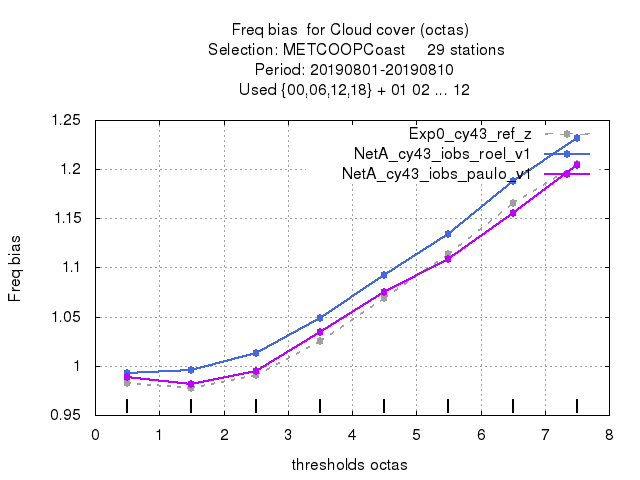 Freq bias  for Cloud cover (octas)
Selection: METCOOPCoast     29 stations
Period: 20190801-20190810
Used {00,06,12,18} + 01 02 ... 12
Exp0_cy43_ref_z
NetA_cy43_iobs_roel_v1
NetA_cy43_iobs_paulo_v1
1.25
1.2
1.15
1.1
1.05
1
0.95
Freq bias
0 1 2 3 4 5 6 7 8
thresholds octas